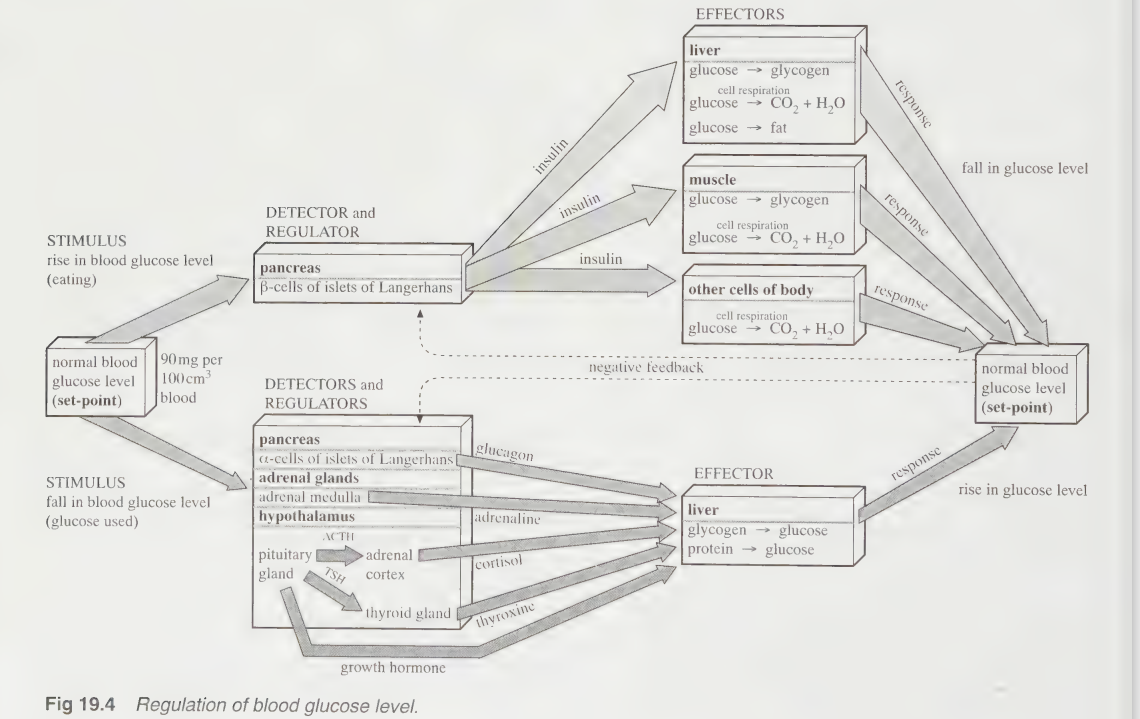 EFFECTORS
liver
glucose → glycogen
cell respiration
glucose → CO₂ + H₂O
glucose → fat
response
fall in glucose level
insulin
muscle
glucose → glycogen
cell respiration
glucose → CO₂ + H₂O
response
insulin
DETECTOR and
REGULATOR
pancreas
β-cells of islets of Langerhans
insulin
other cells of body
cell respiration
glucose → CO₂ + H₂O
response
STIMULUS
rise in blood glucose level
(eating)
normal blood
glucose level
(set-point)
90 mg per
100 cm³
blood
negative feedback
normal blood
glucose level
(set-point)
DETECTORS and
REGULATORS
pancreas
α-cells of islets of Langerhans
adrenal glands
adrenal medulla
hypothalamus
ACTH
pituitary
gland
adrenal
cortex
TSH
thyroid gland
glucagon
adrenaline
cortisol
thyroxine
growth hormone
STIMULUS
fall in blood glucose level
(glucose used)
EFFECTOR
liver
glycogen → glucose
protein → glucose
response
rise in glucose level
Fig 19.4 Regulation of blood glucose level.